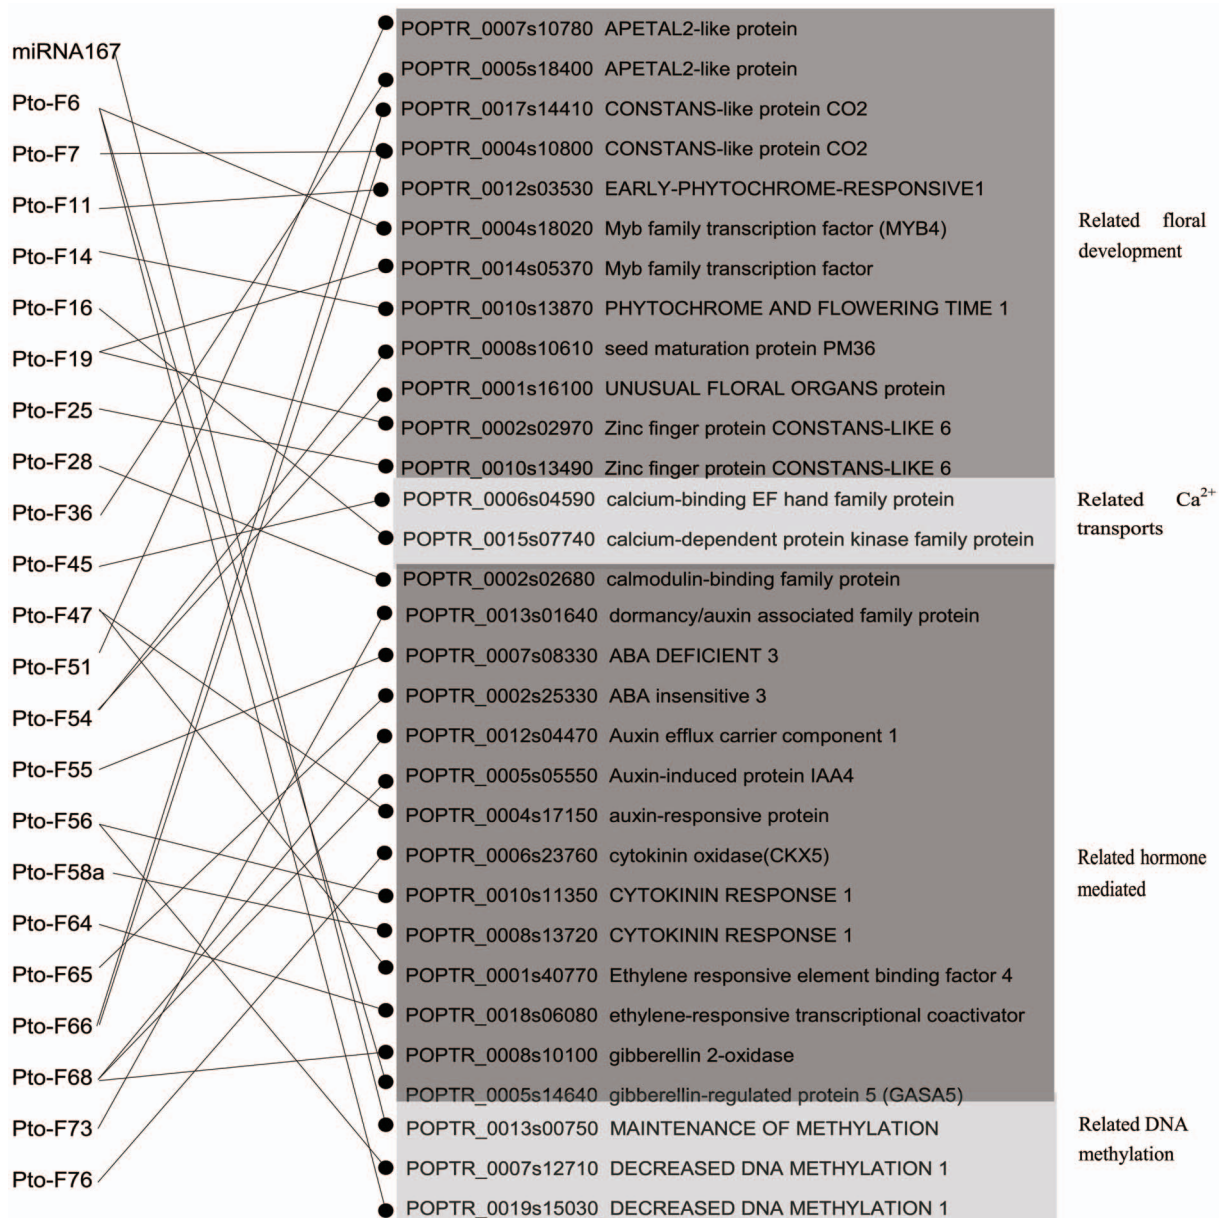 miRNA167
Pto-F6
Pto-F7
Pto-F11
Pto-F14
Pto-F16
Pto-F19
Pto-F25
Pto-F28
Pto-F36
Pto-F45
Pto-F47
Pto-F51
Pto-F54
Pto-F55
Pto-F56
Pto-F58a
Pto-F64
Pto-F65
Pto-F66
Pto-F68
Pto-F73
Pto-F76
POPTR_0007s10780 APETAL2-like protein
POPTR_0005s18400 APETAL2-like protein
POPTR_0017s14410 CONSTANS-like protein CO2
POPTR_0004s10800 CONSTANS-like protein CO2
POPTR_0012s03530 EARLY-PHYTOCHROME-RESPONSIVE1
POPTR_0004s18020 Myb family transcription factor (MYB4)
POPTR_0014s05370 Myb family transcription factor
POPTR_0010s13870 PHYTOCHROME AND FLOWERING TIME 1
POPTR_0008s10610 seed maturation protein PM36
POPTR_0001s16100 UNUSUAL FLORAL ORGANS protein
POPTR_0002s02970 Zinc finger protein CONSTANS-LIKE 6
POPTR_0010s13490 Zinc finger protein CONSTANS-LIKE 6
POPTR_0006s04590 calcium-binding EF hand family protein
POPTR_0015s07740 calcium-dependent protein kinase family protein
POPTR_0002s02680 calmodulin-binding family protein
POPTR_0013s01640 dormancy/auxin associated family protein
POPTR_0007s08330 ABA DEFICIENT 3
POPTR_0002s25330 ABA insensitive 3
POPTR_0012s04470 Auxin efflux carrier component 1
POPTR_0005s05550 Auxin-induced protein IAA4
POPTR_0004s17150 auxin-responsive protein
POPTR_0006s23760 cytokinin oxidase(CKX5)
POPTR_0010s11350 CYTOKININ RESPONSE 1
POPTR_0008s13720 CYTOKININ RESPONSE 1
POPTR_0001s40770 Ethylene responsive element binding factor 4
POPTR_0018s06080 ethylene-responsive transcriptional coactivator
POPTR_0008s10100 gibberellin 2-oxidase
POPTR_0005s14640 gibberellin-regulated protein 5 (GASA5)
POPTR_0013s00750 MAINTENANCE OF METHYLATION
POPTR_0007s12710 DECREASED DNA METHYLATION 1
POPTR_0019s15030 DECREASED DNA METHYLATION 1
Related floral
development
Related Ca²⁺
transports
Related hormone
mediated
Related DNA
methylation